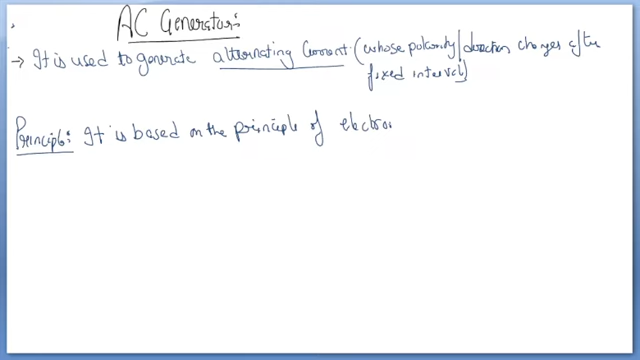 AC Generator:
→ It is used to generate alternating current (whose polarity/direction changes after
fixed interval)
Principle: It is based on the principle of electro